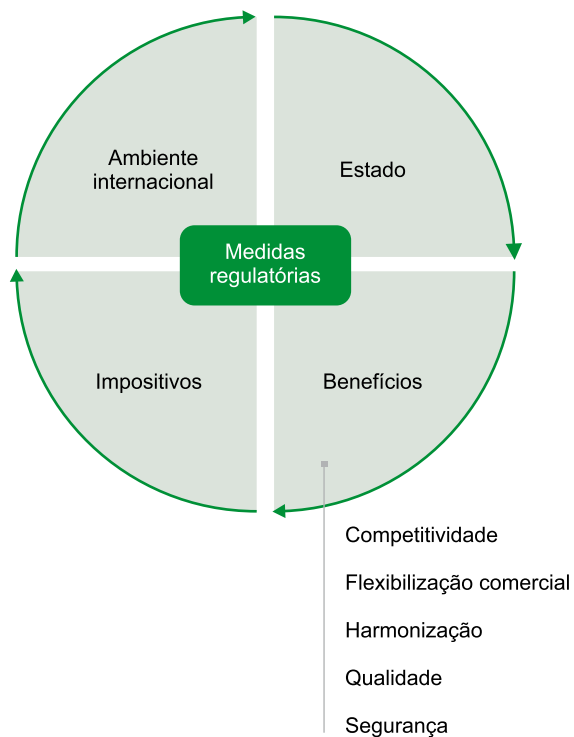 Ambiente
internacional
Estado
Medidas
regulatórias
Impositivos
Benefícios
Competitividade
Flexibilização comercial
Harmonização
Qualidade
Segurança